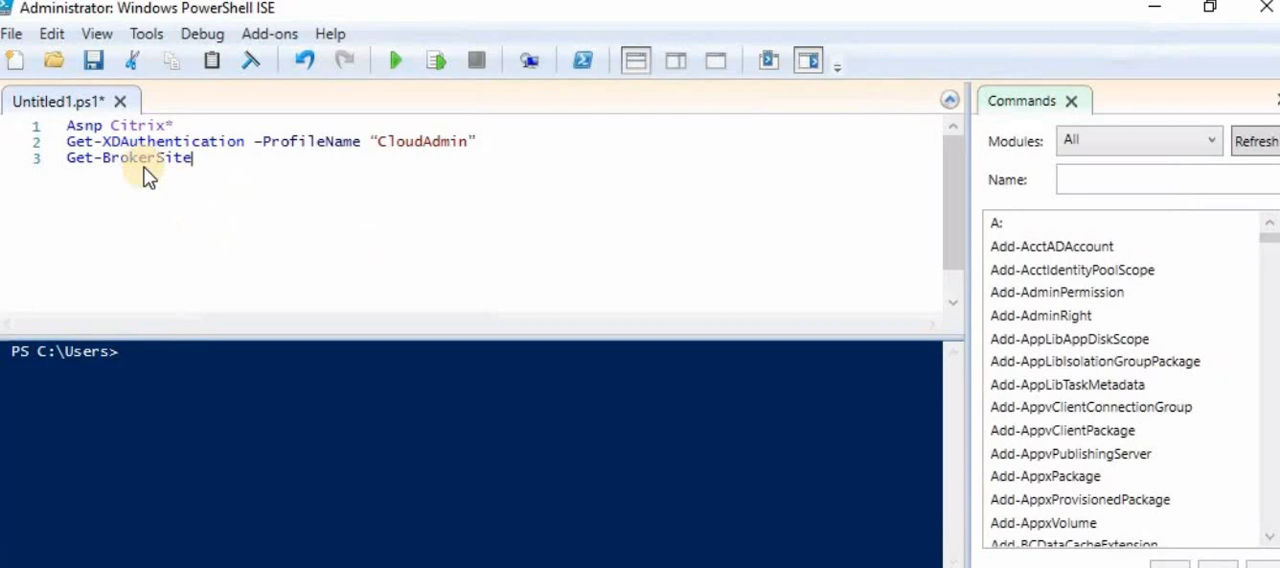 Administrator: Windows PowerShell ISE
File Edit View Tools Debug Add-ons Help
Untitled1.ps1*
1 Asnp Citrix*
2 Get-XDAuthentication –ProfileName “CloudAdmin”
3 Get-BrokerSite
PS C:\Users>
Commands
Modules: All Refresh
Name:
A:
Add-AcctADAccount
Add-AcctIdentityPoolScope
Add-AdminPermission
Add-AdminRight
Add-AppLibAppDiskScope
Add-AppLibIsolationGroupPackage
Add-AppLibTaskMetadata
Add-AppvClientConnectionGroup
Add-AppvClientPackage
Add-AppvPublishingServer
Add-AppxPackage
Add-AppxProvisionedPackage
Add-AppxVolume
Add-BCDataCacheExtension